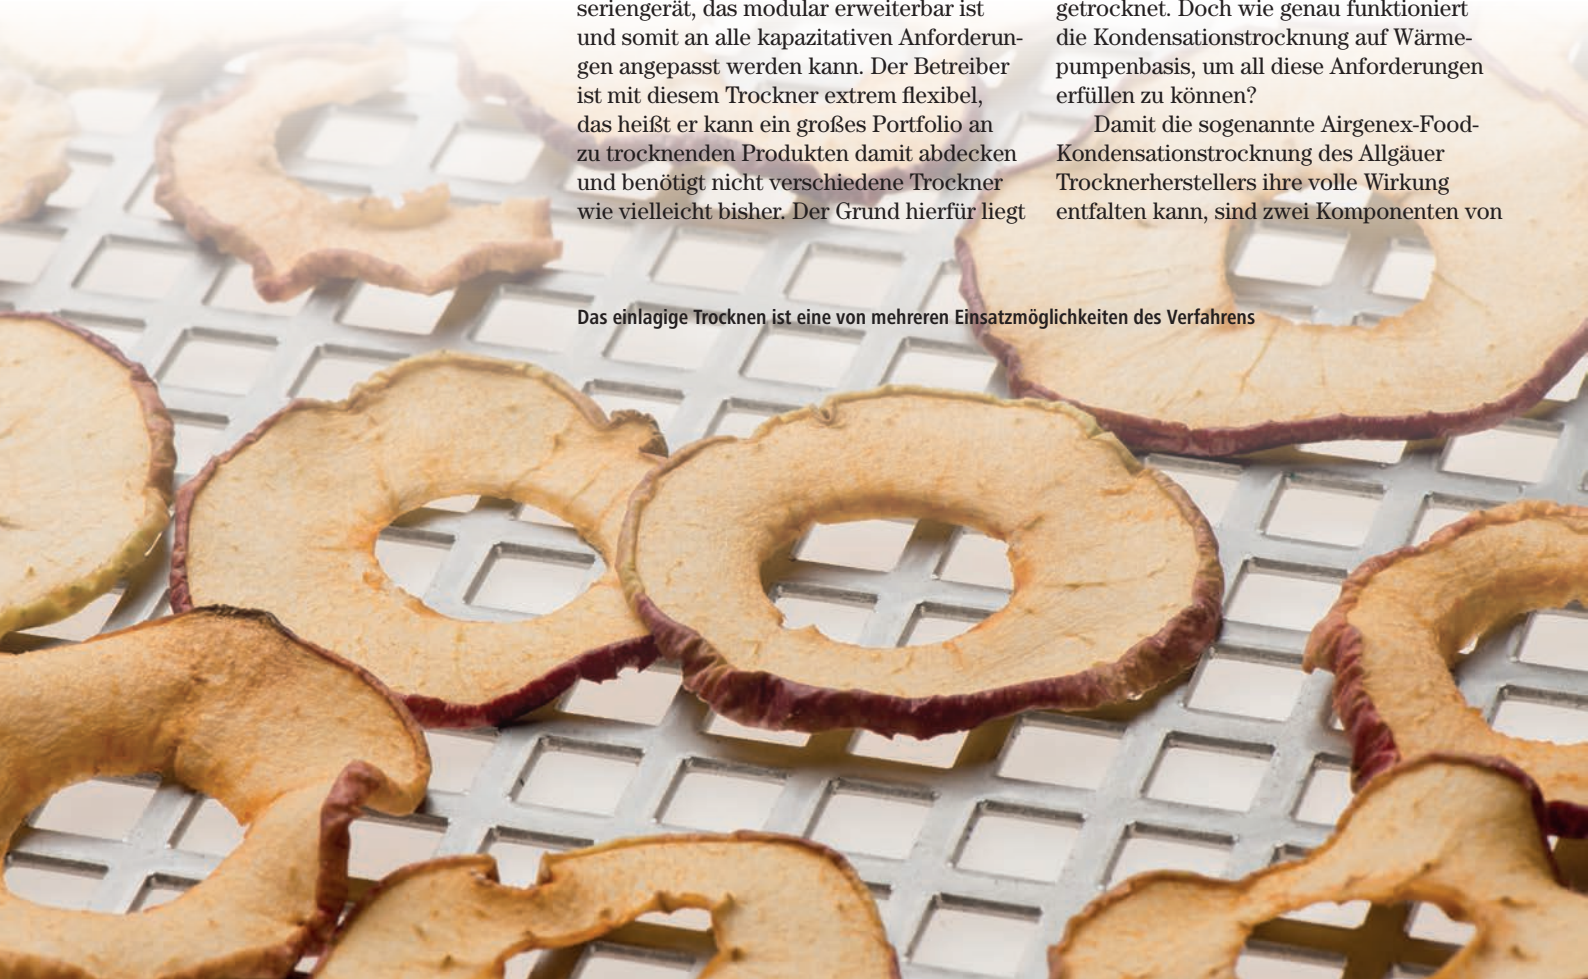 seriengerät, das modular erweiterbar ist
und somit an alle kapazitativen Anforderun-
gen angepasst werden kann. Der Betreiber
ist mit diesem Trockner extrem flexibel,
das heißt er kann ein großes Portfolio an
zu trocknenden Produkten damit abdecken
und benötigt nicht verschiedene Trockner
wie vielleicht bisher. Der Grund hierfür liegt
getrocknet. Doch wie genau funktioniert
die Kondensationstrocknung auf Wärme-
pumpenbasis, um all diese Anforderungen
erfüllen zu können?
Damit die sogenannte Airgenex-Food-
Kondensationstrocknung des Allgäuer
Trocknerherstellers ihre volle Wirkung
entfalten kann, sind zwei Komponenten von
Das einlagige Trocknen ist eine von mehreren Einsatzmöglichkeiten des Verfahrens